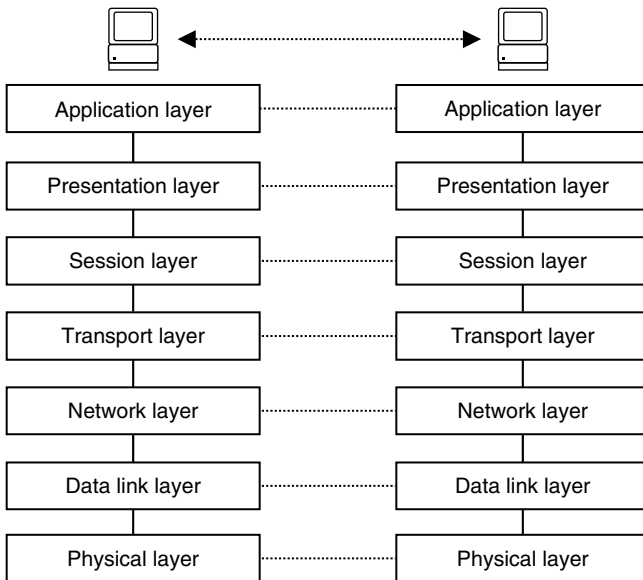 Application layer Application layer
Presentation layer Presentation layer
Session layer Session layer
Transport layer Transport layer
Network layer Network layer
Data link layer Data link layer
Physical layer Physical layer